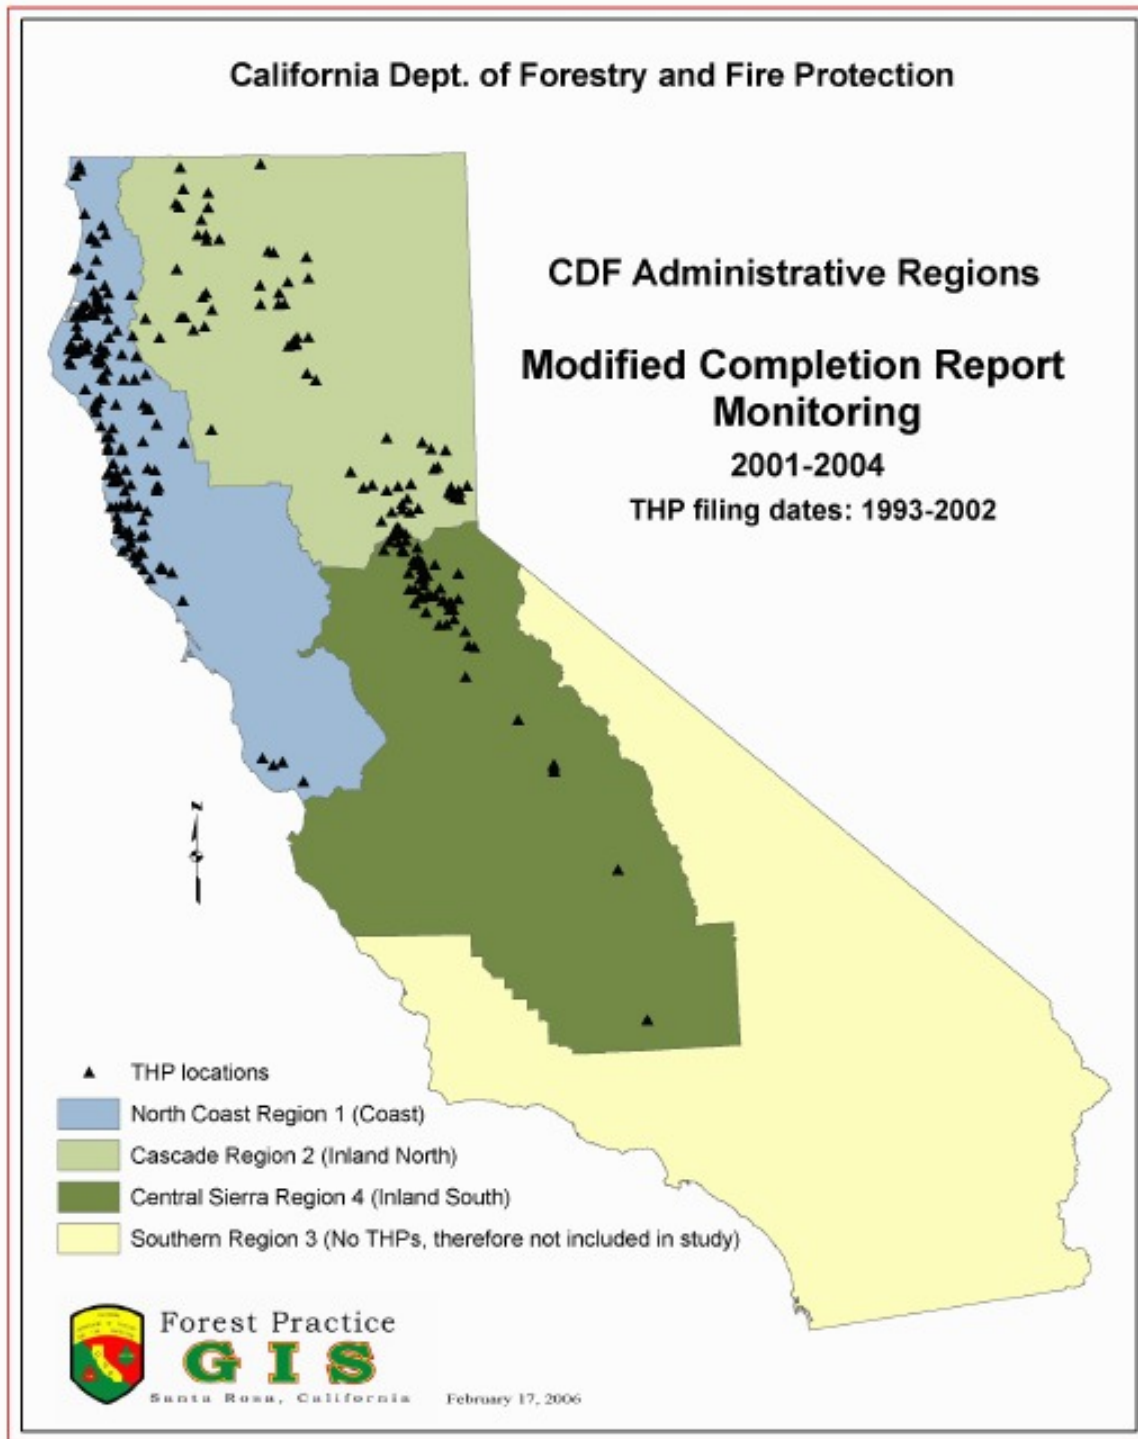 California Dept. of Forestry and Fire Protection
CDF Administrative Regions
Modified Completion Report
Monitoring
2001-2004
THP filing dates: 1993-2002
N
THP locations
North Coast Region 1 (Coast)
Cascade Region 2 (Inland North)
Central Sierra Region 4 (Inland South)
Southern Region 3 (No THPs, therefore not included in study)
Forest Practice
GIS
Santa Rosa, California
February 17, 2006